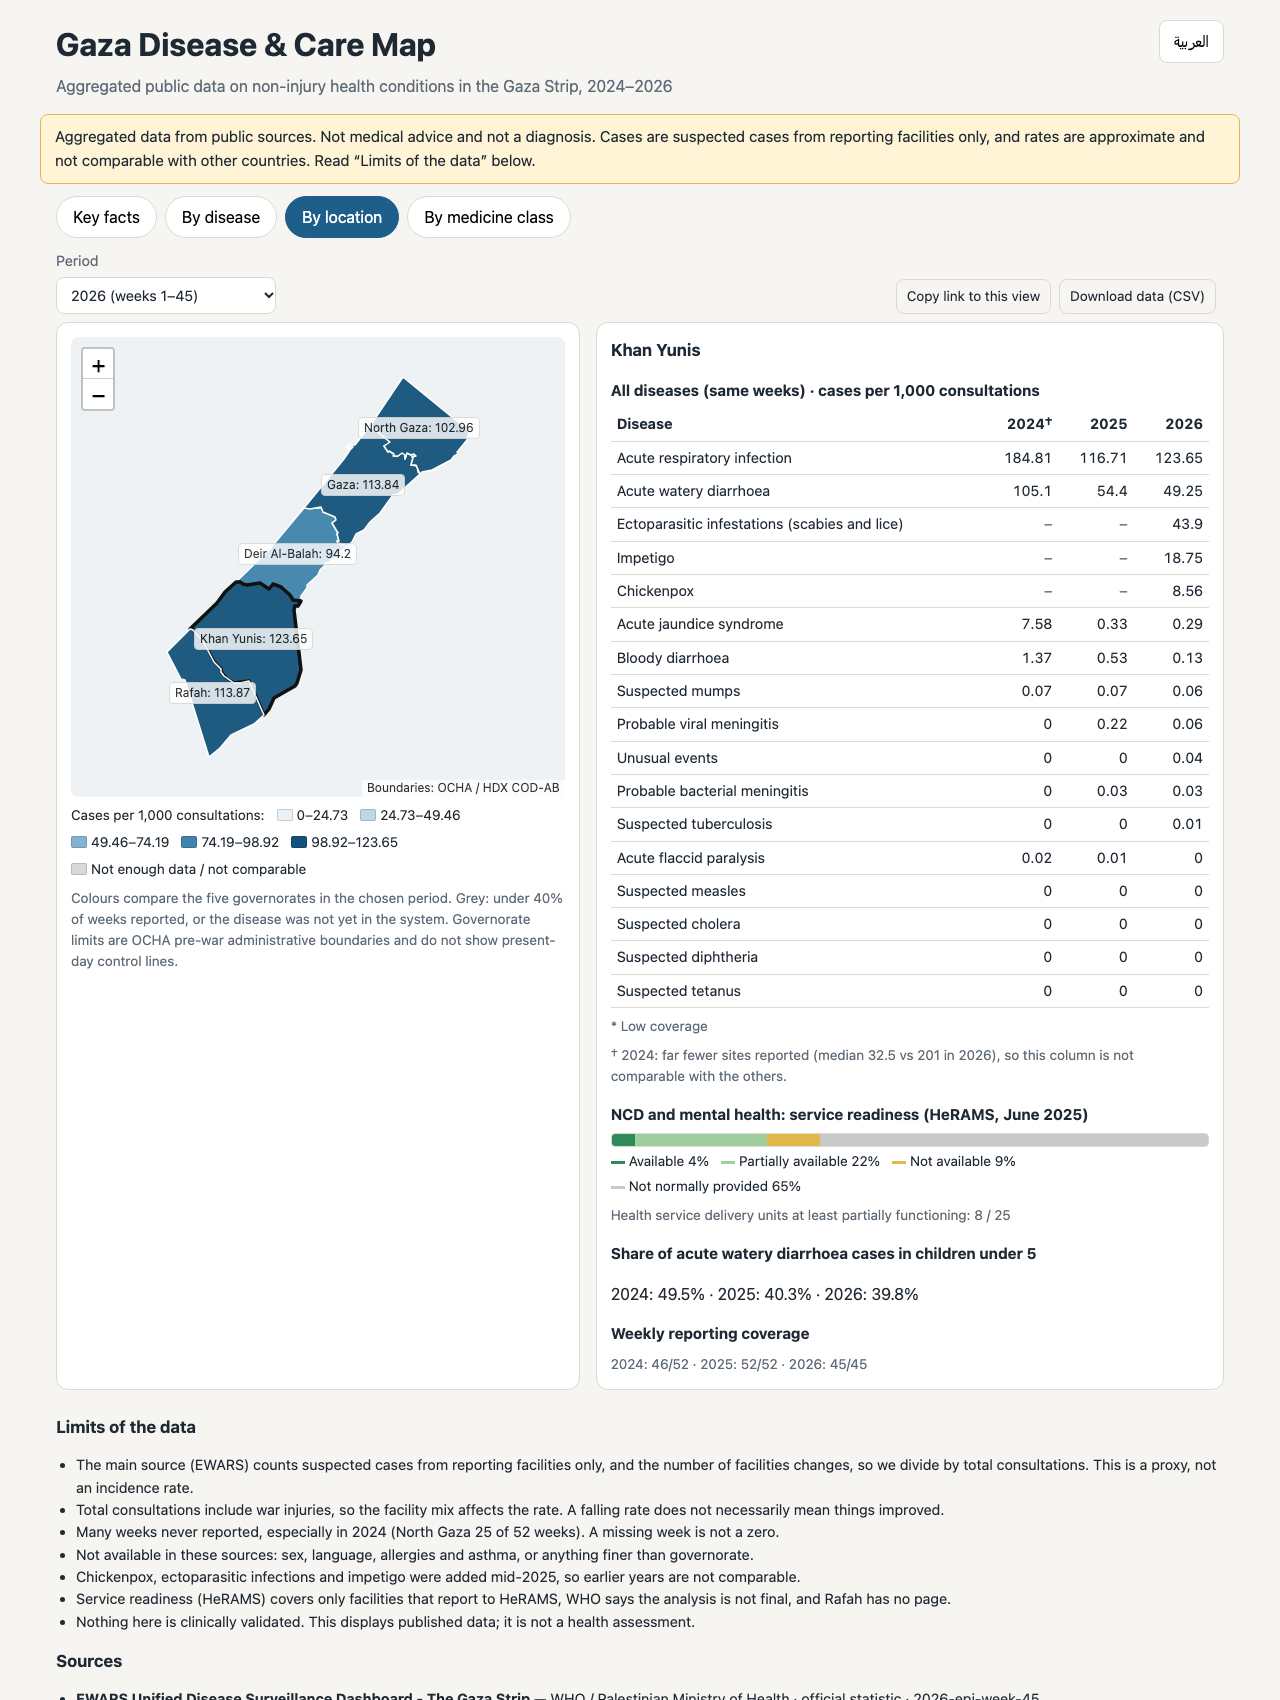 Gaza Disease & Care Map
العربية
Aggregated public data on non-injury health conditions in the Gaza Strip, 2024–2026
Aggregated data from public sources. Not medical advice and not a diagnosis. Cases are suspected cases from reporting facilities only, and rates are approximate and
not comparable with other countries. Read “Limits of the data” below.
Key facts
By disease
By location
By medicine class
Period
2026 (weeks 1–45)
Copy link to this view
Download data (CSV)
+
−
North Gaza: 102.96
Gaza: 113.84
Deir Al-Balah: 94.2
Khan Yunis: 123.65
Rafah: 113.87
Boundaries: OCHA / HDX COD-AB
Cases per 1,000 consultations: 0–24.73 24.73–49.46
49.46–74.19 74.19–98.92 98.92–123.65
Not enough data / not comparable
Colours compare the five governorates in the chosen period. Grey: under 40%
of weeks reported, or the disease was not yet in the system. Governorate
limits are OCHA pre-war administrative boundaries and do not show present-
day control lines.
Khan Yunis
All diseases (same weeks) · cases per 1,000 consultations
Disease 2024† 2025 2026
Acute respiratory infection 184.81 116.71 123.65
Acute watery diarrhoea 105.1 54.4 49.25
Ectoparasitic infestations (scabies and lice) – – 43.9
Impetigo – – 18.75
Chickenpox – – 8.56
Acute jaundice syndrome 7.58 0.33 0.29
Bloody diarrhoea 1.37 0.53 0.13
Suspected mumps 0.07 0.07 0.06
Probable viral meningitis 0 0.22 0.06
Unusual events 0 0 0.04
Probable bacterial meningitis 0 0.03 0.03
Suspected tuberculosis 0 0 0.01
Acute flaccid paralysis 0.02 0.01 0
Suspected measles 0 0 0
Suspected cholera 0 0 0
Suspected diphtheria 0 0 0
Suspected tetanus 0 0 0
* Low coverage
† 2024: far fewer sites reported (median 32.5 vs 201 in 2026), so this column is not
comparable with the others.
NCD and mental health: service readiness (HeRAMS, June 2025)
Available 4% Partially available 22% Not available 9%
Not normally provided 65%
Health service delivery units at least partially functioning: 8 / 25
Share of acute watery diarrhoea cases in children under 5
2024: 49.5% · 2025: 40.3% · 2026: 39.8%
Weekly reporting coverage
2024: 46/52 · 2025: 52/52 · 2026: 45/45
Limits of the data
• The main source (EWARS) counts suspected cases from reporting facilities only, and the number of facilities changes, so we divide by total consultations. This is a proxy, not
an incidence rate.
• Total consultations include war injuries, so the facility mix affects the rate. A falling rate does not necessarily mean things improved.
• Many weeks never reported, especially in 2024 (North Gaza 25 of 52 weeks). A missing week is not a zero.
• Not available in these sources: sex, language, allergies and asthma, or anything finer than governorate.
• Chickenpox, ectoparasitic infections and impetigo were added mid-2025, so earlier years are not comparable.
• Service readiness (HeRAMS) covers only facilities that report to HeRAMS, WHO says the analysis is not final, and Rafah has no page.
• Nothing here is clinically validated. This displays published data; it is not a health assessment.
Sources
• EWARS Unified Disease Surveillance Dashboard - The Gaza Strip — WHO / Palestinian Ministry of Health · official statistic · 2026-epi-week-45